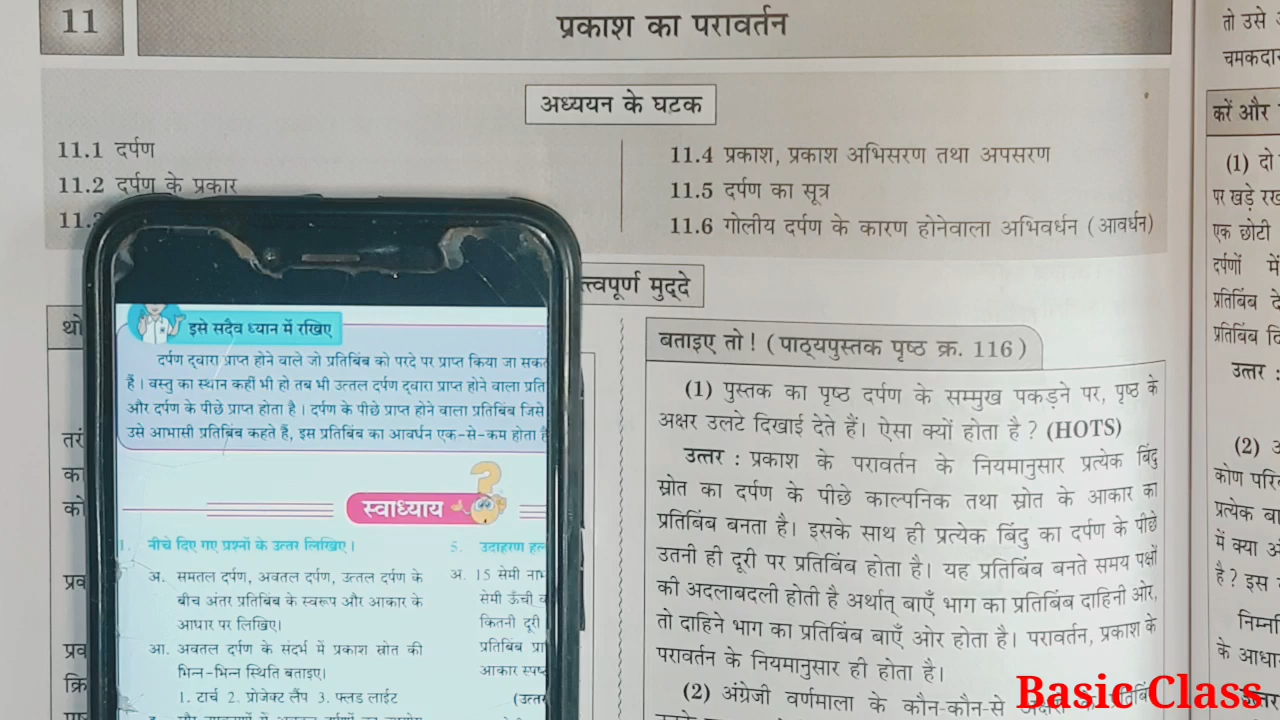 11
प्रकाश का परावर्तन
तो उसे
चमकदार
अध्ययन के घटक
11.1 दर्पण
11.2 दर्पण के प्रकार
11.4 प्रकाश, प्रकाश अभिसरण तथा अपसरण
11.5 दर्पण का सूत्र
11.6 गोलीय दर्पण के कारण होनेवाला अभिवर्धन (आवर्धन)
मुद्दे
इसे सदैव ध्यान में रखिए
दर्पण द्वारा प्राप्त होने वाले जो प्रतिबिंब को परदे पर प्राप्त किया जा
हैं । वस्तु का स्थान कहीं भी हो तब भी उत्तल दर्पण द्वारा प्राप्त होने वाला
और दर्पण के पीछे प्राप्त होता है । दर्पण के पीछे प्राप्त होने वाला प्रतिबिंब जिसे
उसे आभासी प्रतिबिंब कहते हैं, इस प्रतिबिंब का आवर्धन एक-से-कम होता
स्वाध्याय
1. नीचे दिए गए प्रश्नों के उत्तर लिखिए ।
अ. समतल दर्पण, अवतल दर्पण, उत्तल दर्पण के
बीच अंतर प्रतिबिंब के स्वरूप और आकार के
आधार पर लिखिए।
आ. अवतल दर्पण के संदर्भ में प्रकाश स्रोत की
भिन्न-भिन्न स्थिति बताइए।
1. टार्च 2. प्रोजेक्ट लैंप 3. फ्लड लाईट
5. उदाहरण
अ. 15 सेमी
सेमी ऊँची
कितनी दूरी
प्रतिबिंब
आकार
बताइए तो ! (पाठ्यपुस्तक पृष्ठ क्र. 116)
(1) पुस्तक का पृष्ठ दर्पण के सम्मुख पकड़ने पर, पृष्ठ के
अक्षर उलटे दिखाई देते हैं। ऐसा क्यों होता है ? (HOTS)
उत्तर : प्रकाश के परावर्तन के नियमानुसार प्रत्येक बिंदु
स्रोत का दर्पण के पीछे काल्पनिक तथा स्रोत के आकार का
प्रतिबिंब बनता है। इसके साथ ही प्रत्येक बिंदु का दर्पण के पीछे
उतनी ही दूरी पर प्रतिबिंब होता है। यह प्रतिबिंब बनते समय पक्षों
की अदलाबदली होती है अर्थात् बाएँ भाग का प्रतिबिंब दाहिनी ओर,
तो दाहिने भाग का प्रतिबिंब बाएँ ओर होता है। परावर्तन, प्रकाश के
परावर्तन के नियमानुसार ही होता है।
(2) अंग्रेजी वर्णमाला के कौन-कौन-से
करें और
(1) दो
पर खड़े
एक छोटी
दर्पणों में
प्रतिबिंब
प्रतिबिंब
उत्तर :
(2)
कोण
प्रत्येक
में क्या
है ? इस
के
Basic Class